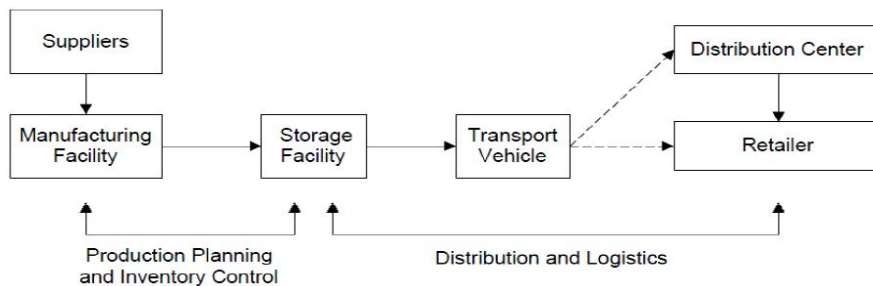 Suppliers
Distribution Center
Manufacturing
Facility
Storage
Facility
Transport
Vehicle
Retailer
Production Planning
and Inventory Control
Distribution and Logistics